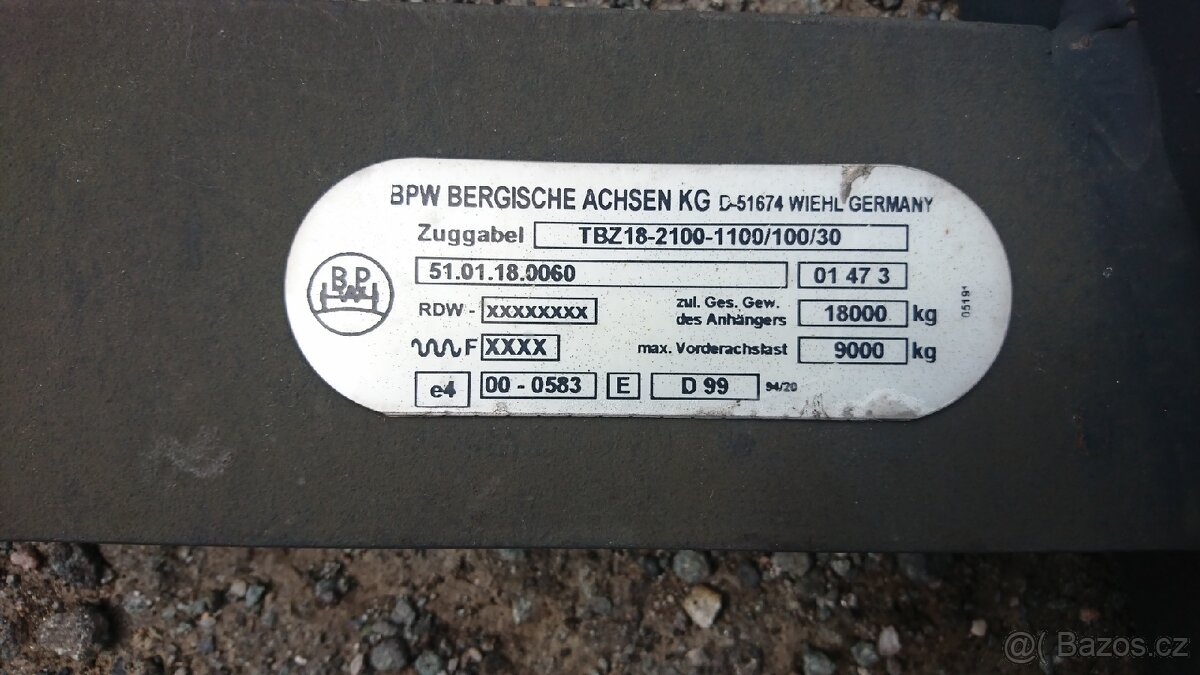 BPW BERGISCHE ACHSEN KG D-51674 WIEHL GERMANY
Zuggabel TBZ18-2100-1100/100/30
51.01.18.0060 01 47 3
BPW
RDW - XXXXXXXX zul. Ges. Gew. des Anhängers 18000 kg
F XXXX max. Vorderachslast 9000 kg
e4 00 - 0583 E D 99 94/20
05191
@( Bazos.cz